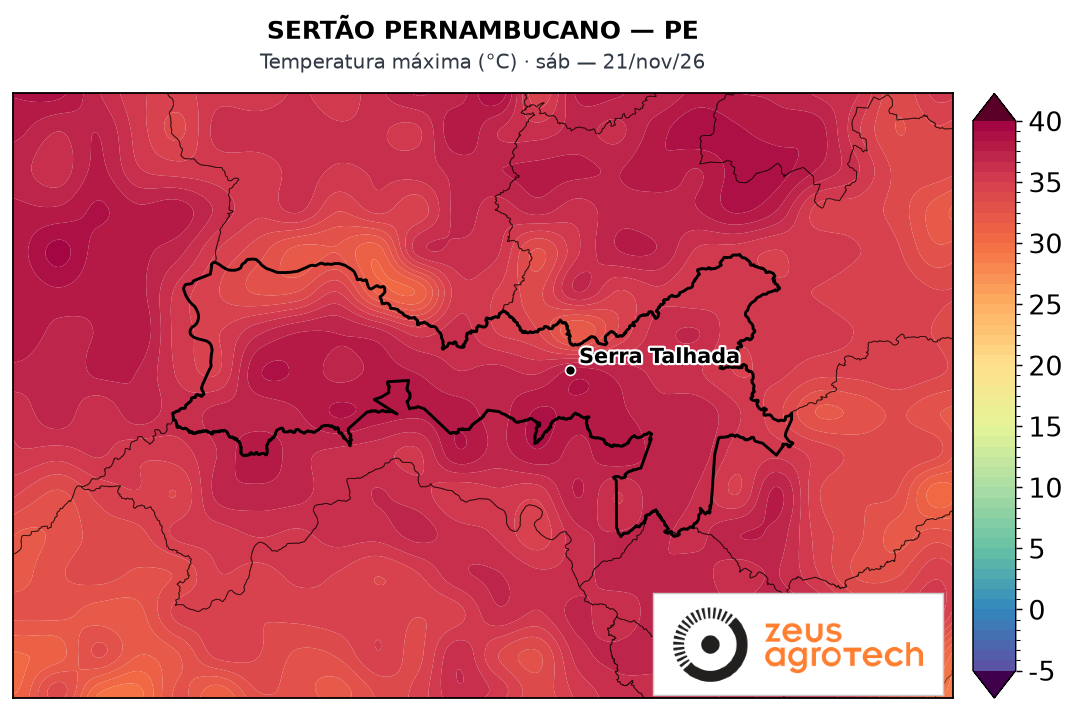 SERTÃO PERNAMBUCANO — PE
Temperatura máxima (°C) · sáb — 21/nov/26
Serra Talhada
40
35
30
25
20
15
10
5
0
-5
zeus
agrotech